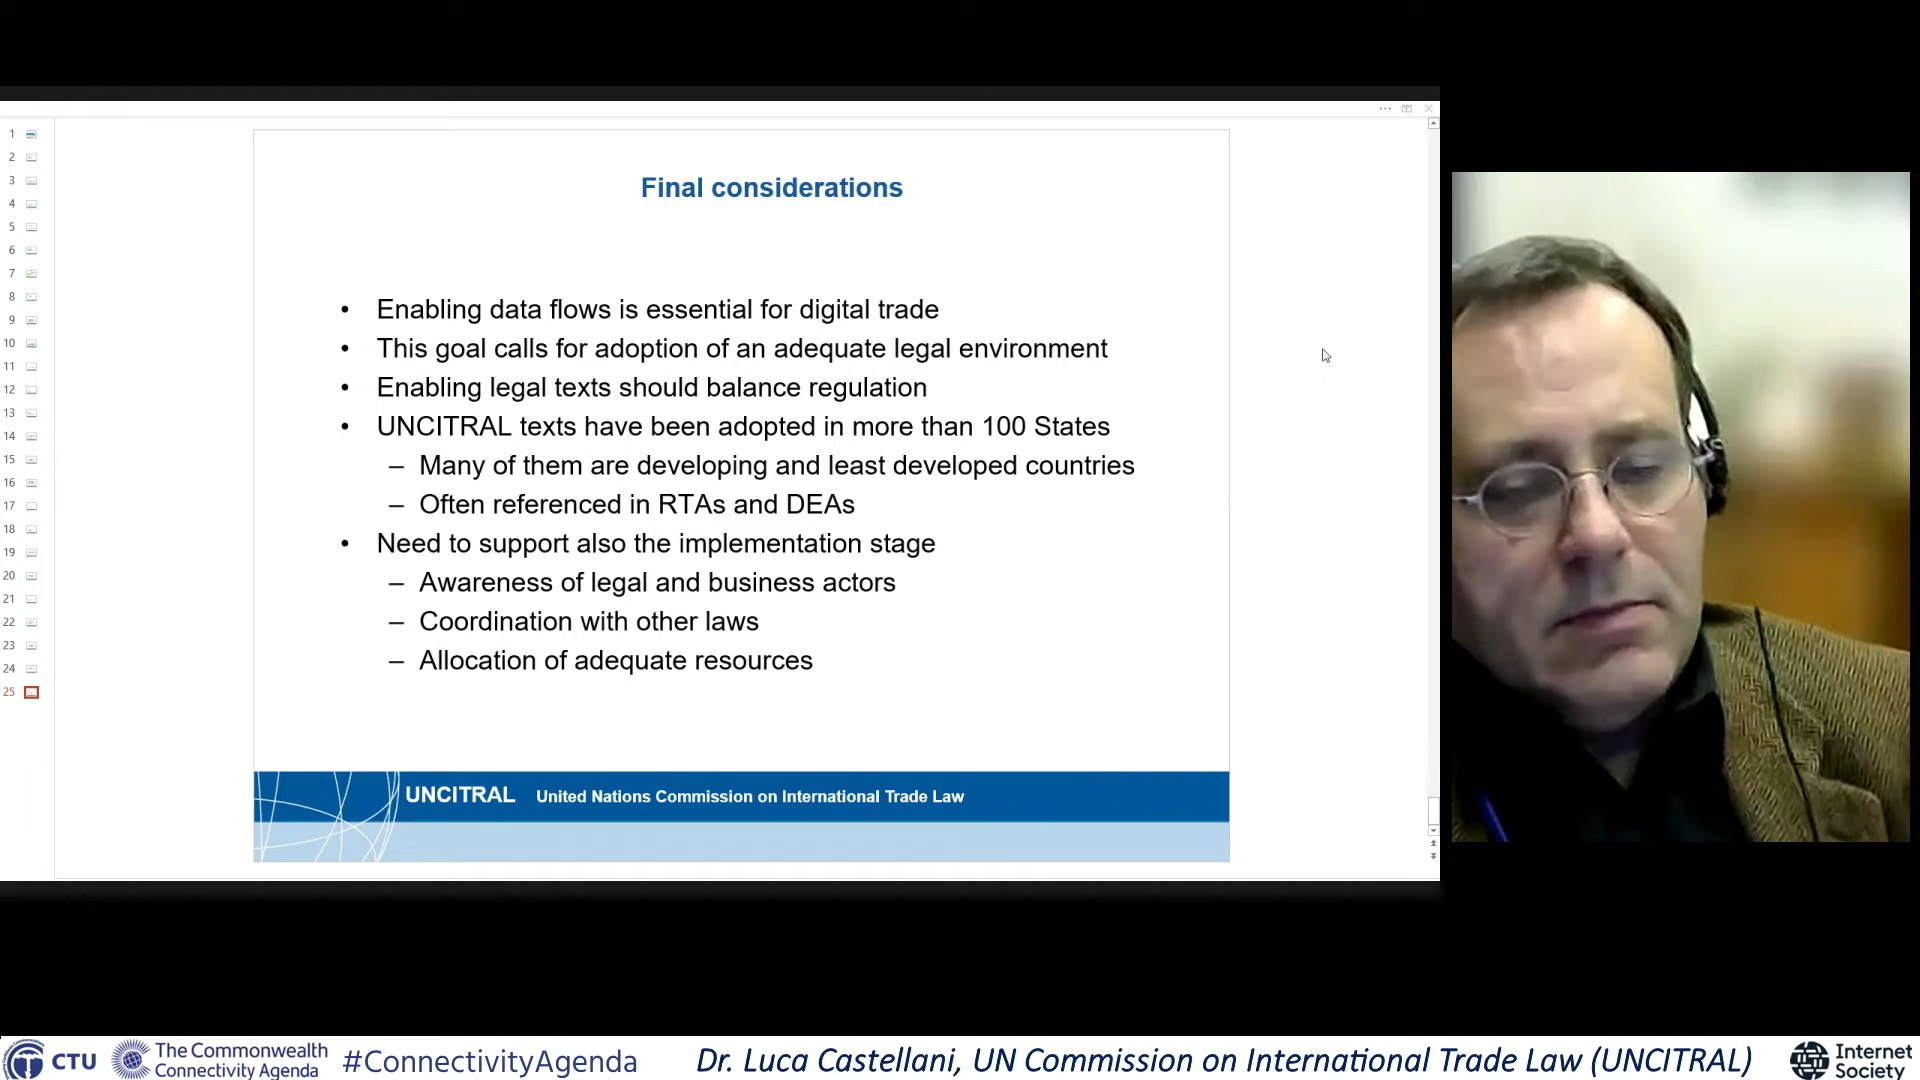 1
2
3
4
5
6
7
8
9
10
11
12
13
14
15
16
17
18
19
20
21
22
23
24
25
Final considerations
• Enabling data flows is essential for digital trade
• This goal calls for adoption of an adequate legal environment
• Enabling legal texts should balance regulation
• UNCITRAL texts have been adopted in more than 100 States
– Many of them are developing and least developed countries
– Often referenced in RTAs and DEAs
• Need to support also the implementation stage
– Awareness of legal and business actors
– Coordination with other laws
– Allocation of adequate resources
UNCITRAL United Nations Commission on International Trade Law
CTU
The Commonwealth
Connectivity Agenda
#ConnectivityAgenda
Dr. Luca Castellani, UN Commission on International Trade Law (UNCITRAL)
Internet
Society